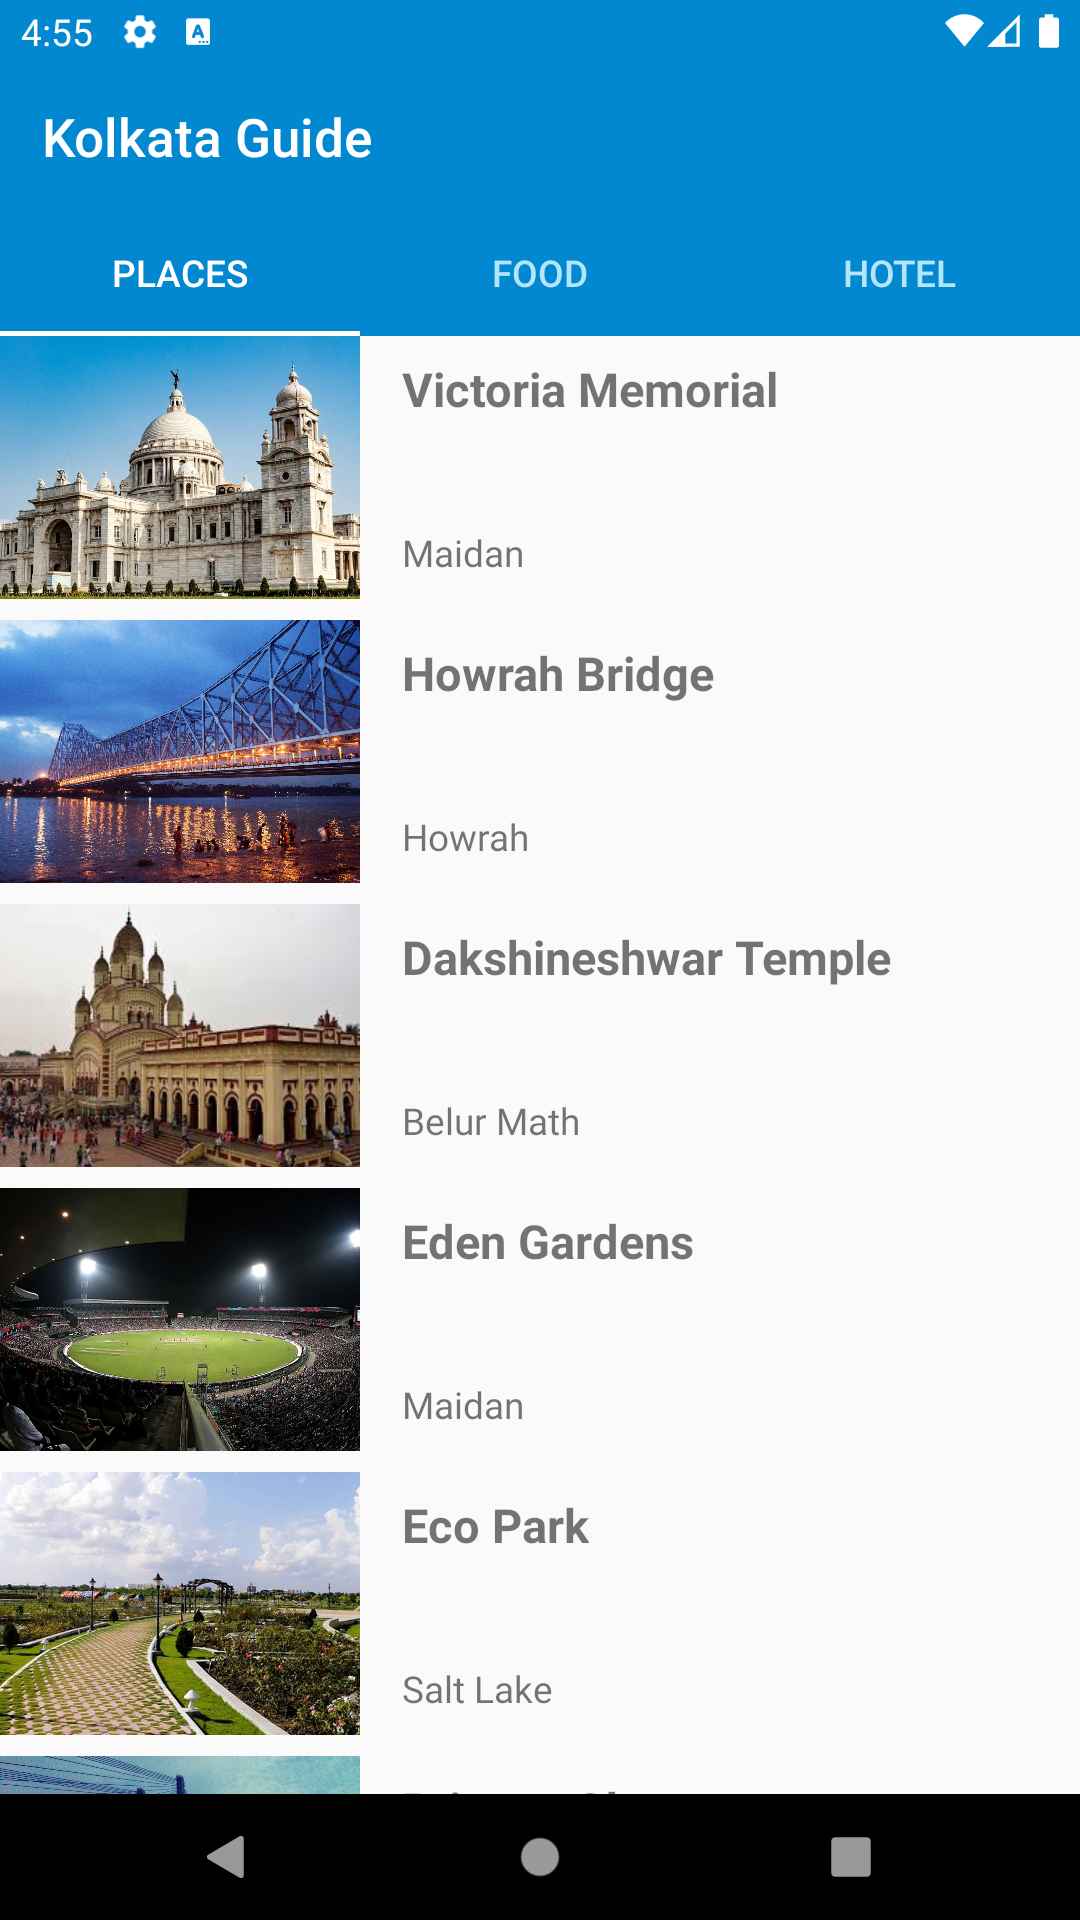 4:55
Kolkata Guide
PLACES
FOOD
HOTEL
Victoria Memorial
Maidan
Howrah Bridge
Howrah
Dakshineshwar Temple
Belur Math
Eden Gardens
Maidan
Eco Park
Salt Lake